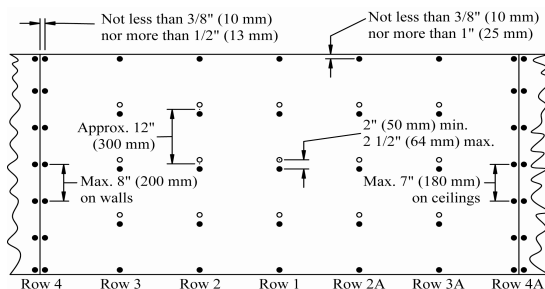 Not less than 3/8" (10 mm)
nor more than 1/2" (13 mm)
Not less than 3/8" (10 mm)
nor more than 1" (25 mm)
Approx. 12"
(300 mm)
2" (50 mm) min.
2 1/2" (64 mm) max.
Max. 8" (200 mm)
on walls
Max. 7" (180 mm)
on ceilings
Row 4 Row 3 Row 2 Row 1 Row 2A Row 3A Row 4A